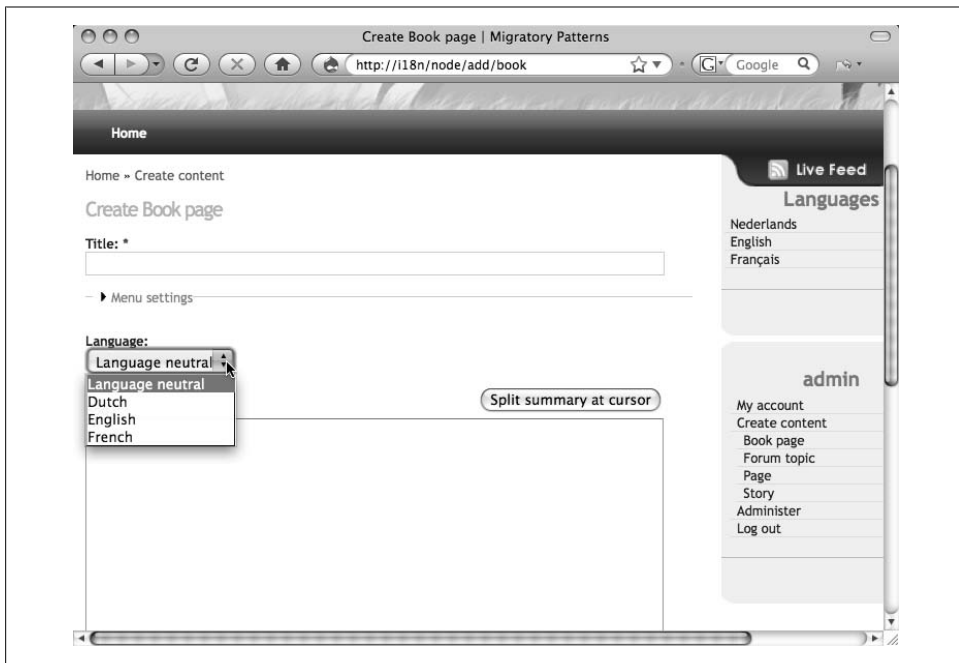 Create Book page | Migratory Patterns
http://i18n/node/add/book
G
Google
Home
Home » Create content
Create Book page
Title: *
Menu settings
Language:
Language neutral
Language neutral
Dutch
English
French
Split summary at cursor
Live Feed
Languages
Nederlands
English
Français
admin
My account
Create content
Book page
Forum topic
Page
Story
Administer
Log out